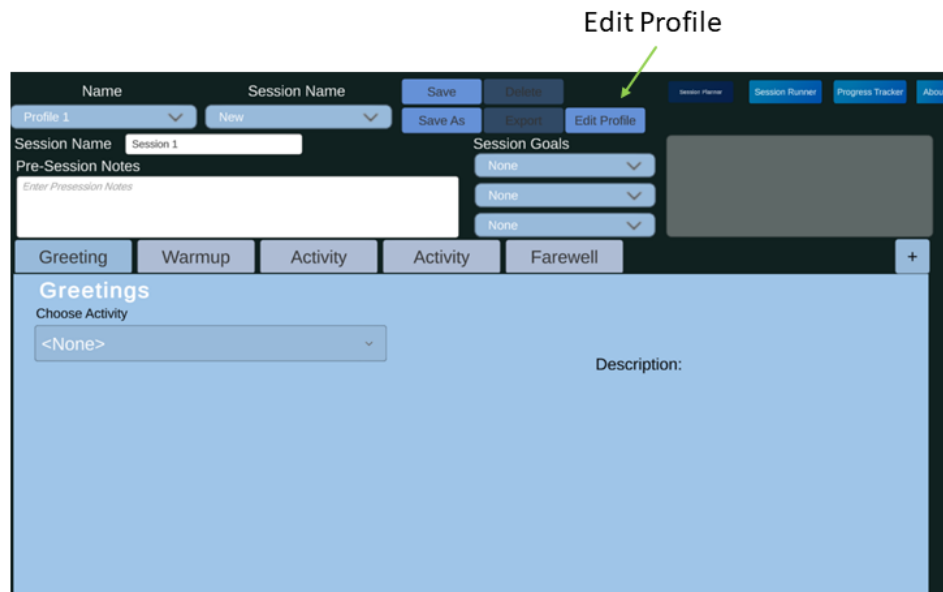 Edit Profile
Name
Session Name
Save
Delete
Session Planner
Session Runner
Progress Tracker
Abou
Profile 1
New
Save As
Export
Edit Profile
Session Name
Session 1
Session Goals
Pre-Session Notes
None
Enter Presession Notes
None
None
Greeting
Warmup
Activity
Activity
Farewell
+
Greetings
Choose Activity
<None>
Description: